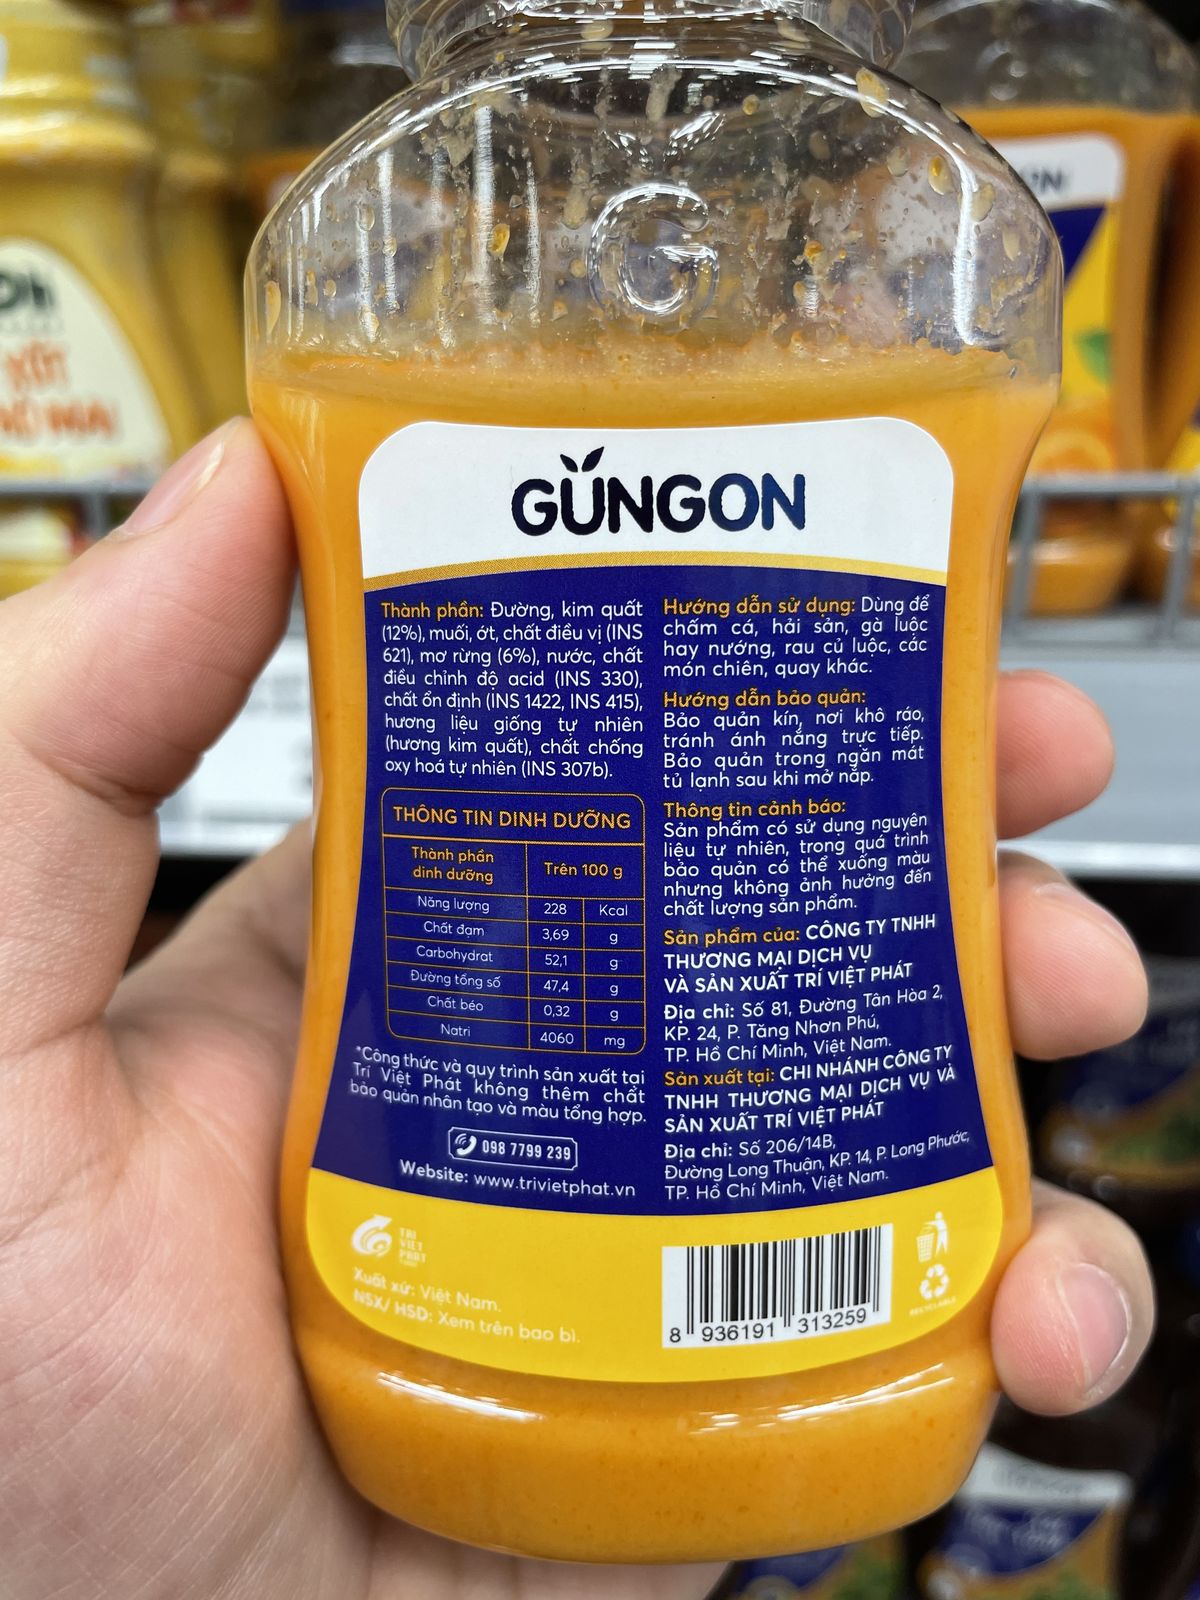 GŪNGON
Thành phần: Đường, kim quất
(12%), muối, ớt, chất điều vị (INS
621), mơ rừng (6%), nước, chất
điều chỉnh độ acid (INS 330),
chất ổn định (INS 1422, INS 415),
hương liệu giống tự nhiên
(hương kim quất), chất chống
oxy hoá tự nhiên (INS 307b).
THÔNG TIN DINH DƯỠNG
Thành phần
dinh dưỡng
Trên 100 g
Năng lượng 228 Kcal
Chất đạm 3,69 g
Carbohydrat 52,1 g
Đường tổng số 47,4 g
Chất béo 0,32 g
Natri 4060 mg
*Công thức và quy trình sản xuất tại
Trí Việt Phát không thêm chất
bảo quản nhân tạo và màu tổng hợp.
098 7799 239
Website: www.trivietphat.vn
Hướng dẫn sử dụng: Dùng để
chấm cá, hải sản, gà luộc
hay nướng, rau củ luộc, các
món chiên, quay khác.
Hướng dẫn bảo quản:
Bảo quản kín, nơi khô ráo,
tránh ánh nắng trực tiếp.
Bảo quản trong ngăn mát
tủ lạnh sau khi mở nắp.
Thông tin cảnh báo:
Sản phẩm có sử dụng nguyên
liệu tự nhiên, trong quá trình
bảo quản có thể xuống màu
nhưng không ảnh hưởng đến
chất lượng sản phẩm.
Sản phẩm của: CÔNG TY TNHH
THƯƠNG MẠI DỊCH VỤ
VÀ SẢN XUẤT TRÍ VIỆT PHÁT
Địa chỉ: Số 81, Đường Tân Hòa 2,
KP. 24, P. Tăng Nhơn Phú,
TP. Hồ Chí Minh, Việt Nam.
Sản xuất tại: CHI NHÁNH CÔNG TY
TNHH THƯƠNG MẠI DỊCH VỤ VÀ
SẢN XUẤT TRÍ VIỆT PHÁT
Địa chỉ: Số 206/14B,
Đường Long Thuận, KP. 14, P. Long Phước,
TP. Hồ Chí Minh, Việt Nam.
TRI
VIET
PHAT
Xuất xứ: Việt Nam.
NSX/ HSD: Xem trên bao bì.
8 936191 313259
RECYCLABLE
G
Dh
XỐT